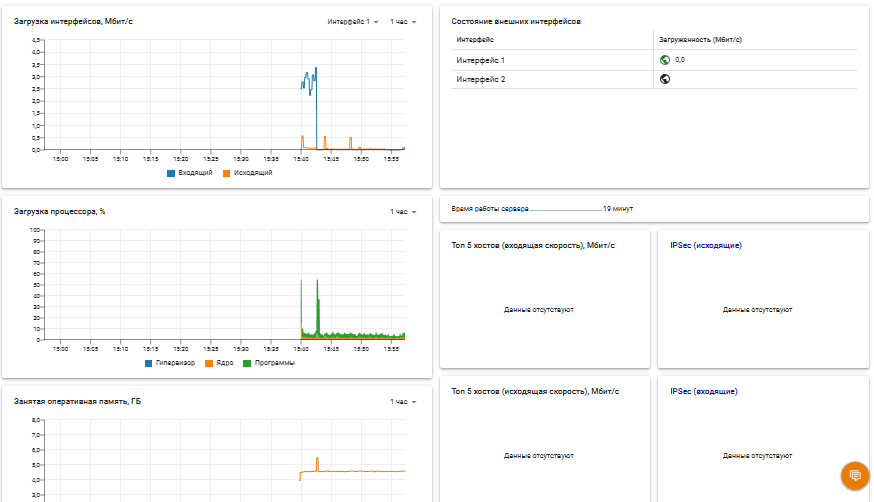 Загрузка интерфейсов, Мбит/с
Интерфейс 1
1 час
4,5
4,0
3,5
3,0
2,5
2,0
1,5
1,0
0,5
0,0
15:00 15:05 15:10 15:15 15:20 15:25 15:30 15:35 15:40 15:45 15:50 15:55
Входящий Исходящий
Загрузка процессора, %
1 час
100
90
80
70
60
50
40
30
20
10
0
15:00 15:05 15:10 15:15 15:20 15:25 15:30 15:35 15:40 15:45 15:50 15:55
Гипервизор Ядро Программы
Занятая оперативная память, ГБ
1 час
8,0
7,0
6,0
5,0
4,0
3,0
Состояние внешних интерфейсов
Интерфейс Загруженность (Мбит/с)
Интерфейс 1 0,0
Интерфейс 2
Время работы сервера 19 минут
Топ 5 хостов (входящая скорость), Мбит/с
Данные отсутствуют
IPSec (исходящие)
Данные отсутствуют
Топ 5 хостов (исходящая скорость), Мбит/с
Данные отсутствуют
IPSec (входящие)
Данные отсутствуют